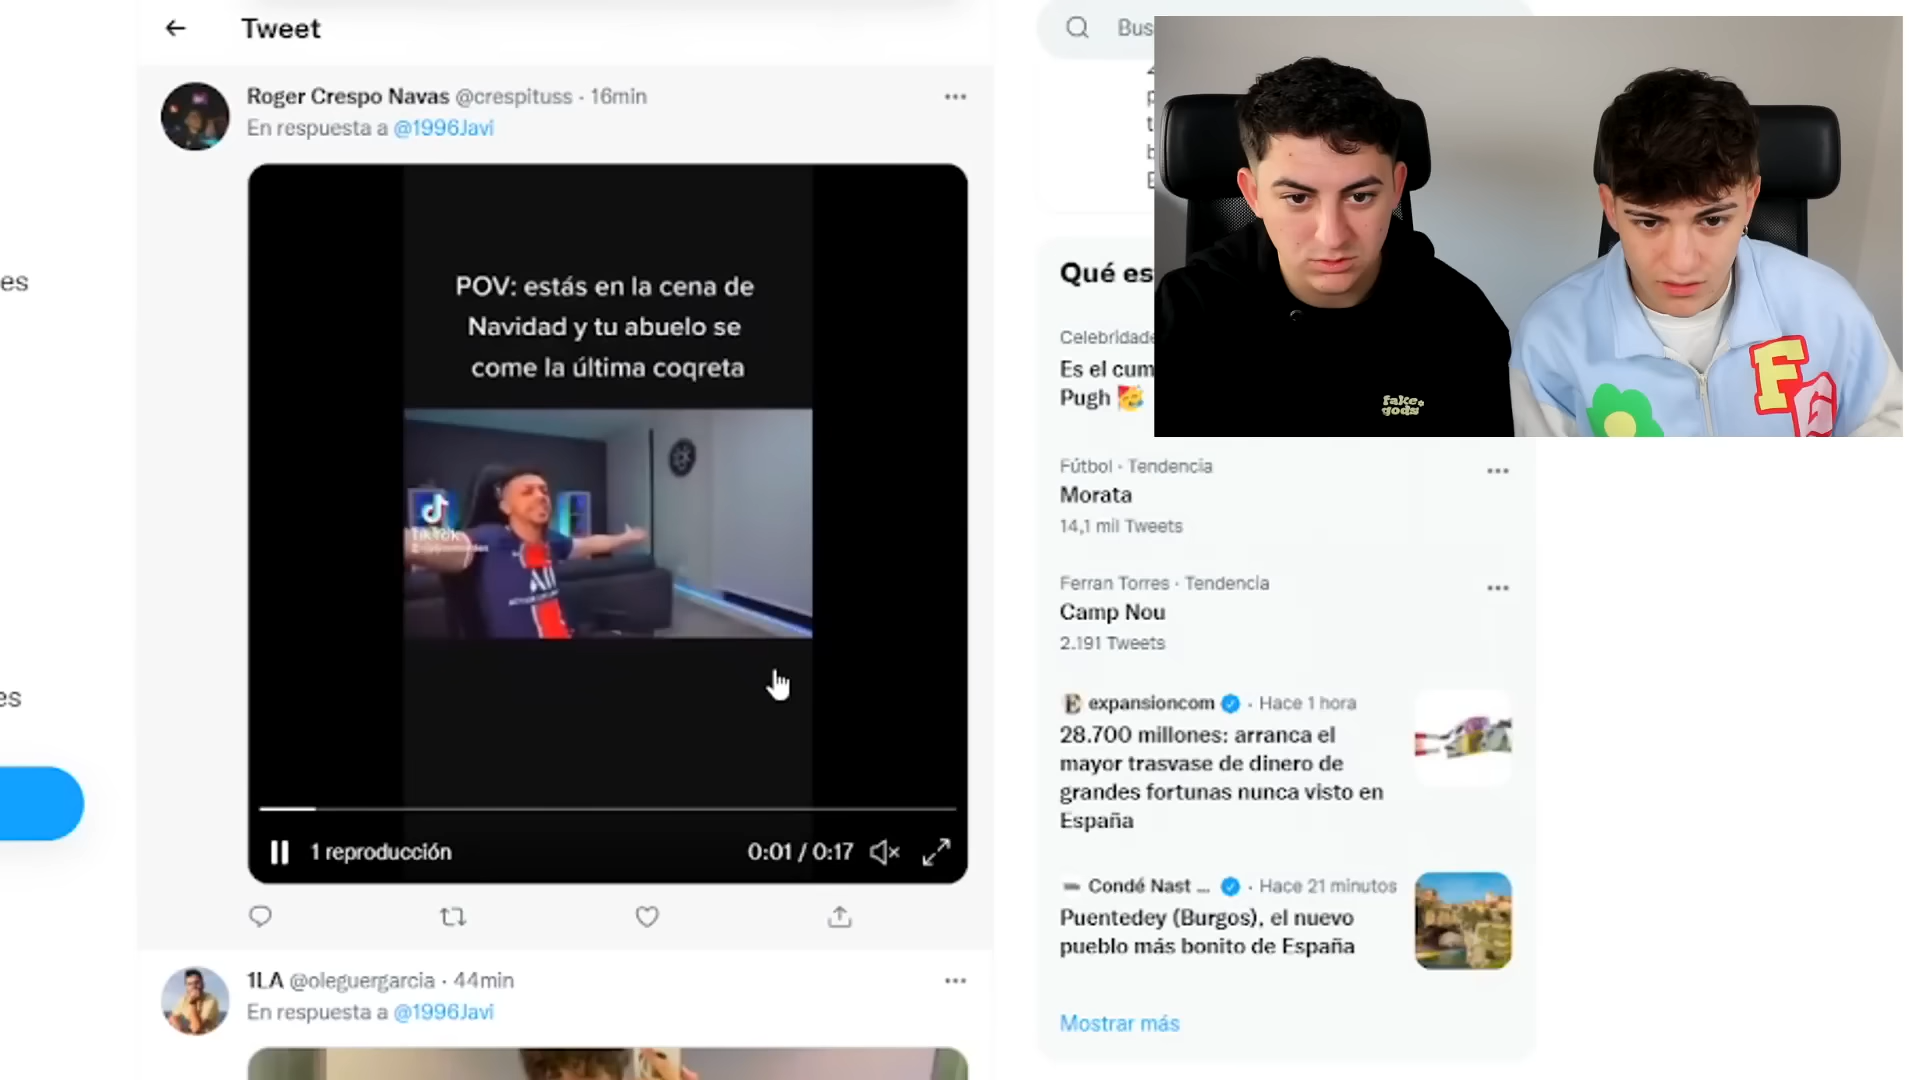 Tweet
Roger Crespo Navas @crespituss · 16min
En respuesta a @1996Javi
POV: estás en la cena de
Navidad y tu abuelo se
come la última coqreta
TikTok
1 reproducción
0:01 / 0:17
1LA @oleguergarcia · 44min
En respuesta a @1996Javi
es
es
Bus
Qué es
Celebridade
Es el cum
Pugh
Fútbol · Tendencia
Morata
14,1 mil Tweets
Ferran Torres · Tendencia
Camp Nou
2.191 Tweets
E expansioncom · Hace 1 hora
28.700 millones: arranca el
mayor trasvase de dinero de
grandes fortunas nunca visto en
España
Condé Nast ... · Hace 21 minutos
Puentedey (Burgos), el nuevo
pueblo más bonito de España
Mostrar más
fake.
gods
F